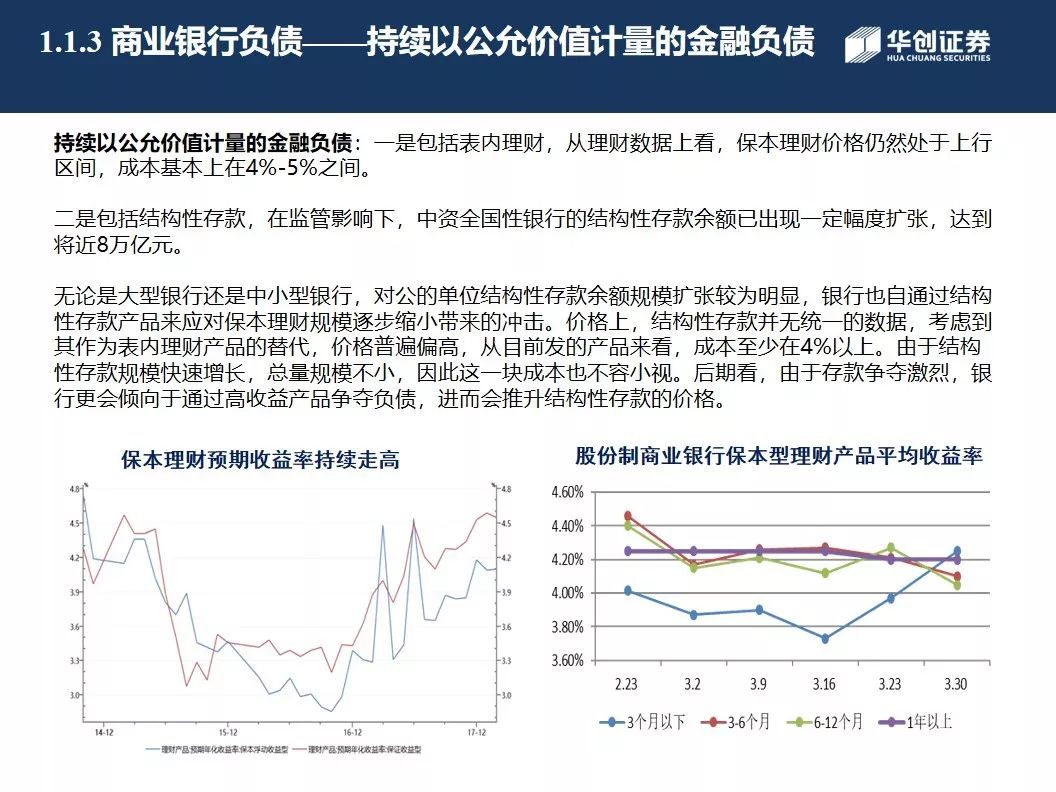 1.1.3 商业银行负债——持续以公允价值计量的金融负债
华创证券
HUA CHUANG SECURITIES
持续以公允价值计量的金融负债：一是包括表内理财，从理财数据上看，保本理财价格仍然处于上行
区间，成本基本上在4%-5%之间。
二是包括结构性存款，在监管影响下，中资全国性银行的结构性存款余额已出现一定幅度扩张，达到
将近8万亿元。
无论是大型银行还是中小型银行，对公的单位结构性存款余额规模扩张较为明显，银行也自通过结构
性存款产品来应对保本理财规模逐步缩小带来的冲击。价格上，结构性存款并无统一的数据，考虑到
其作为表内理财产品的替代，价格普遍偏高，从目前发的产品来看，成本至少在4%以上。由于结构
性存款规模快速增长，总量规模不小，因此这一块成本也不容小视。后期看，由于存款争夺激烈，银
行更会倾向于通过高收益产品争夺负债，进而会推升结构性存款的价格。
保本理财预期收益率持续走高
% %
4.8 4.8
4.5 4.5
4.2 4.2
3.9 3.9
3.6 3.6
3.3 3.3
3.0 3.0
14-12 15-12 16-12 17-12
理财产品:预期年化收益率:保本浮动收益型 理财产品:预期年化收益率:保证收益型
股份制商业银行保本型理财产品平均收益率
4.60%
4.40%
4.20%
4.00%
3.80%
3.60%
2.23 3.2 3.9 3.16 3.23 3.30
3个月以下 3-6个月 6-12个月 1年以上